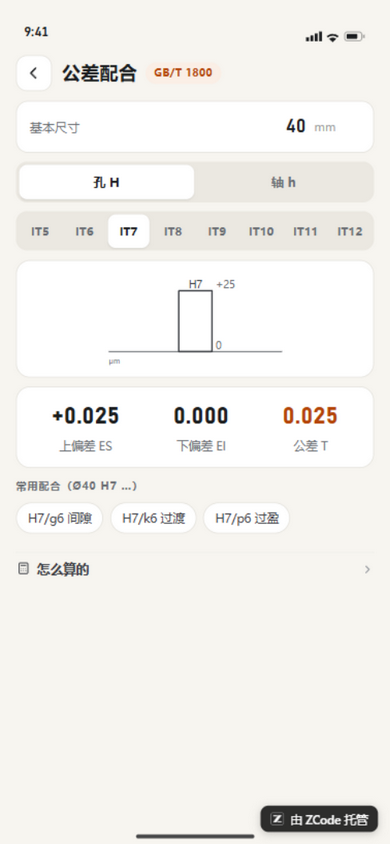 9:41
公差配合 GB/T 1800
基本尺寸 40 mm
孔 H 轴 h
IT5 IT6 IT7 IT8 IT9 IT10 IT11 IT12
H7 +25
0
μm
+0.025 0.000 0.025
上偏差 ES 下偏差 EI 公差 T
常用配合（Ø40 H7 …）
H7/g6 间隙 H7/k6 过渡 H7/p6 过盈
怎么算的
由 ZCode 托管